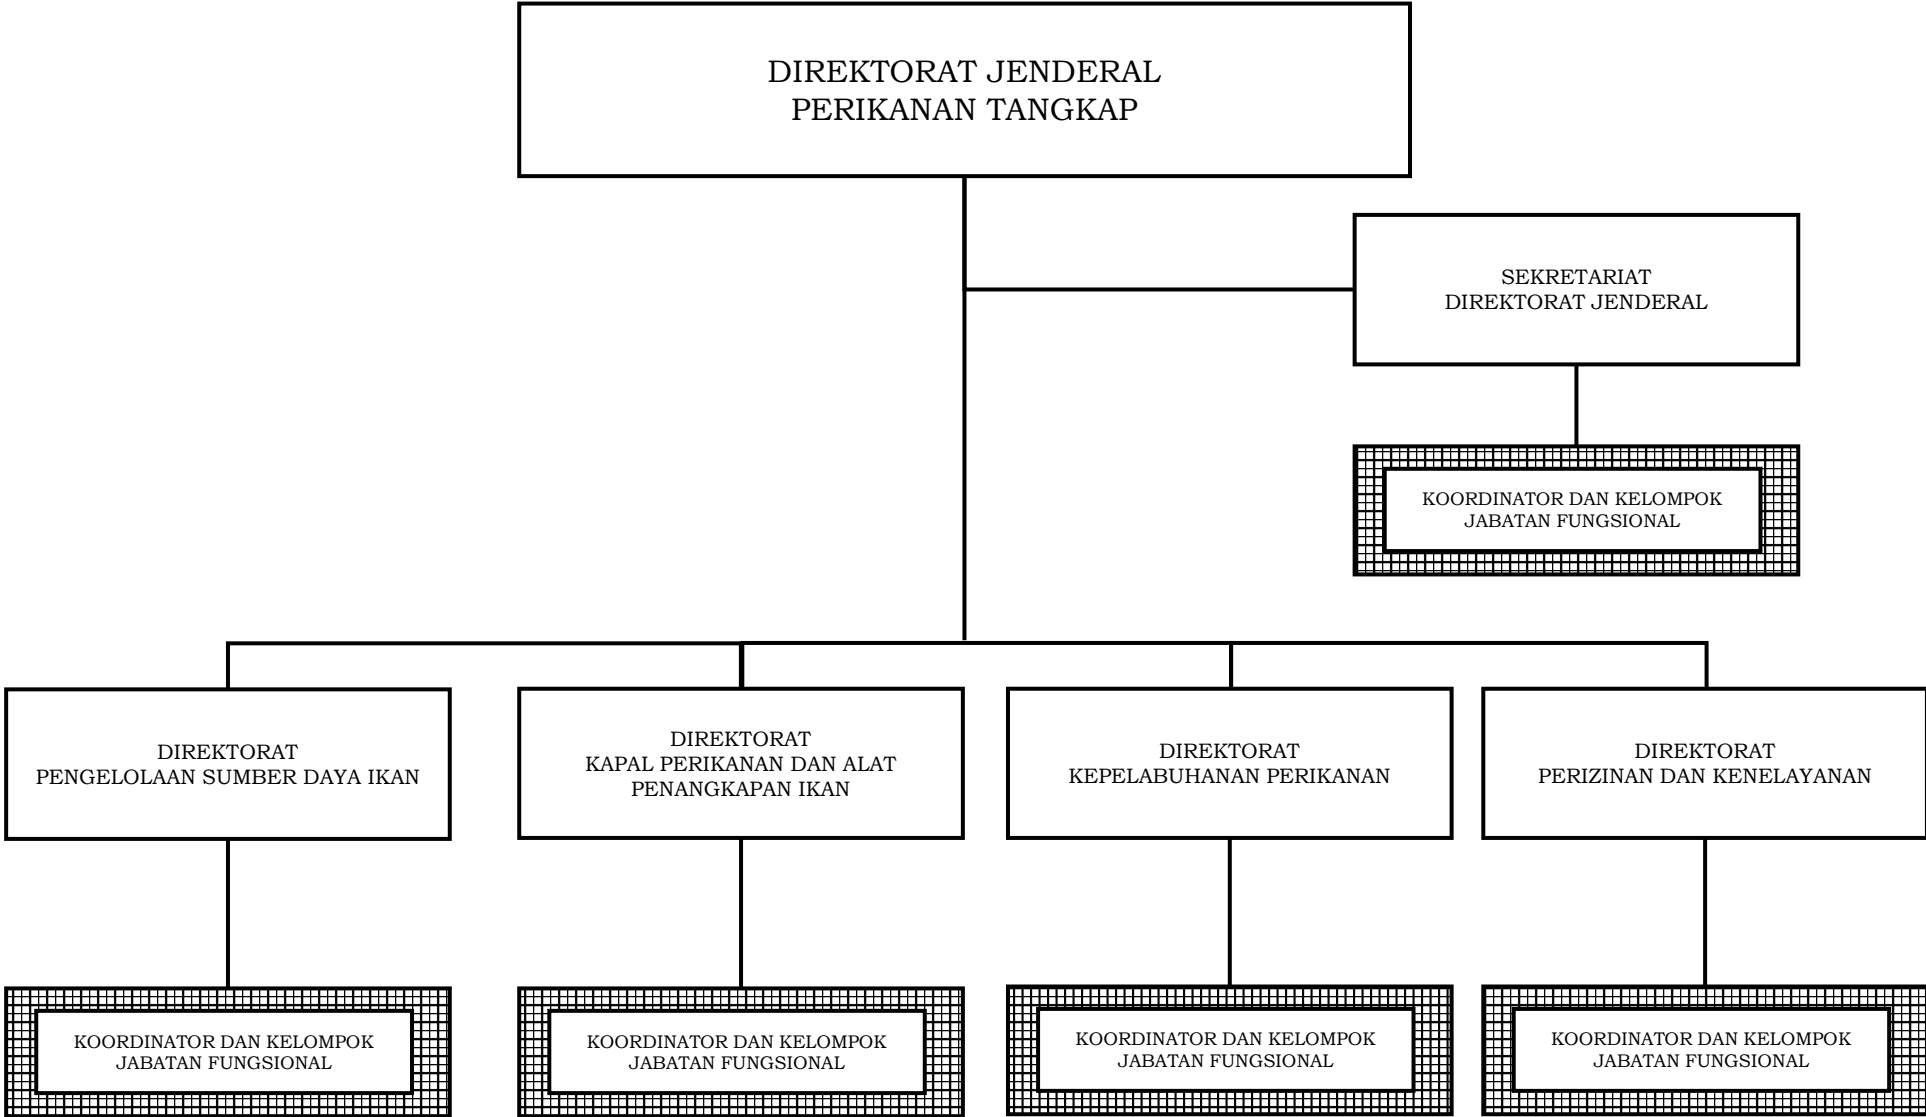 DIREKTORAT JENDERAL
PERIKANAN TANGKAP
SEKRETARIAT
DIREKTORAT JENDERAL
KOORDINATOR DAN KELOMPOK
JABATAN FUNGSIONAL
DIREKTORAT
PENGELOLAAN SUMBER DAYA IKAN
DIREKTORAT
KAPAL PERIKANAN DAN ALAT
PENANGKAPAN IKAN
DIREKTORAT
KEPELABUHANAN PERIKANAN
DIREKTORAT
PERIZINAN DAN KENELAYANAN
KOORDINATOR DAN KELOMPOK
JABATAN FUNGSIONAL
KOORDINATOR DAN KELOMPOK
JABATAN FUNGSIONAL
KOORDINATOR DAN KELOMPOK
JABATAN FUNGSIONAL
KOORDINATOR DAN KELOMPOK
JABATAN FUNGSIONAL